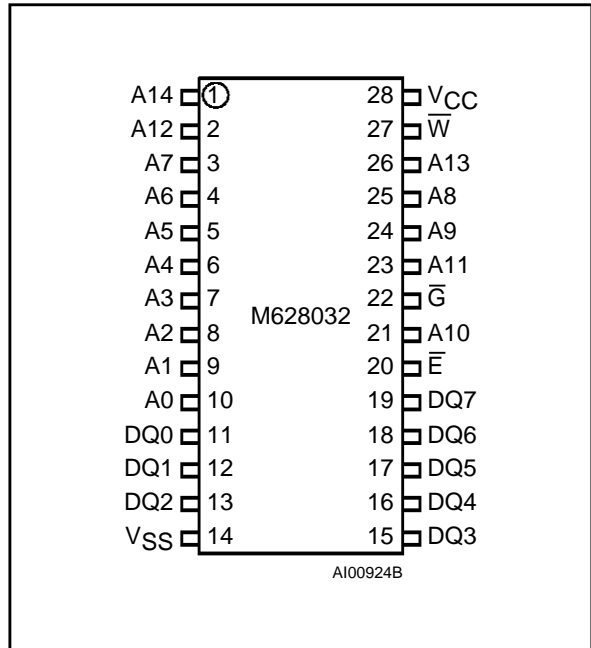 A14 1 28 VCC
A12 2 27 W̅
A7 3 26 A13
A6 4 25 A8
A5 5 24 A9
A4 6 23 A11
A3 7 22 G̅
M628032
A2 8 21 A10
A1 9 20 E̅
A0 10 19 DQ7
DQ0 11 18 DQ6
DQ1 12 17 DQ5
DQ2 13 16 DQ4
VSS 14 15 DQ3
AI00924B